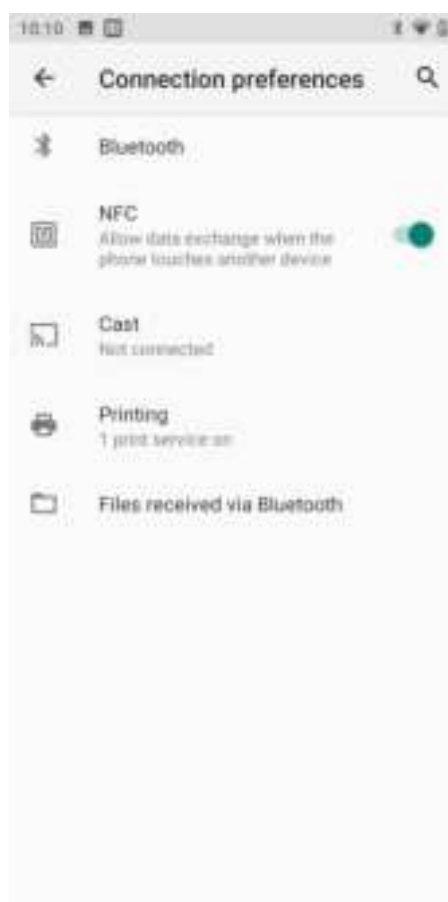 10:10
Connection preferences
Bluetooth
NFC
Allow data exchange when the
phone touches another device
Cast
Not connected
Printing
1 print service on
Files received via Bluetooth